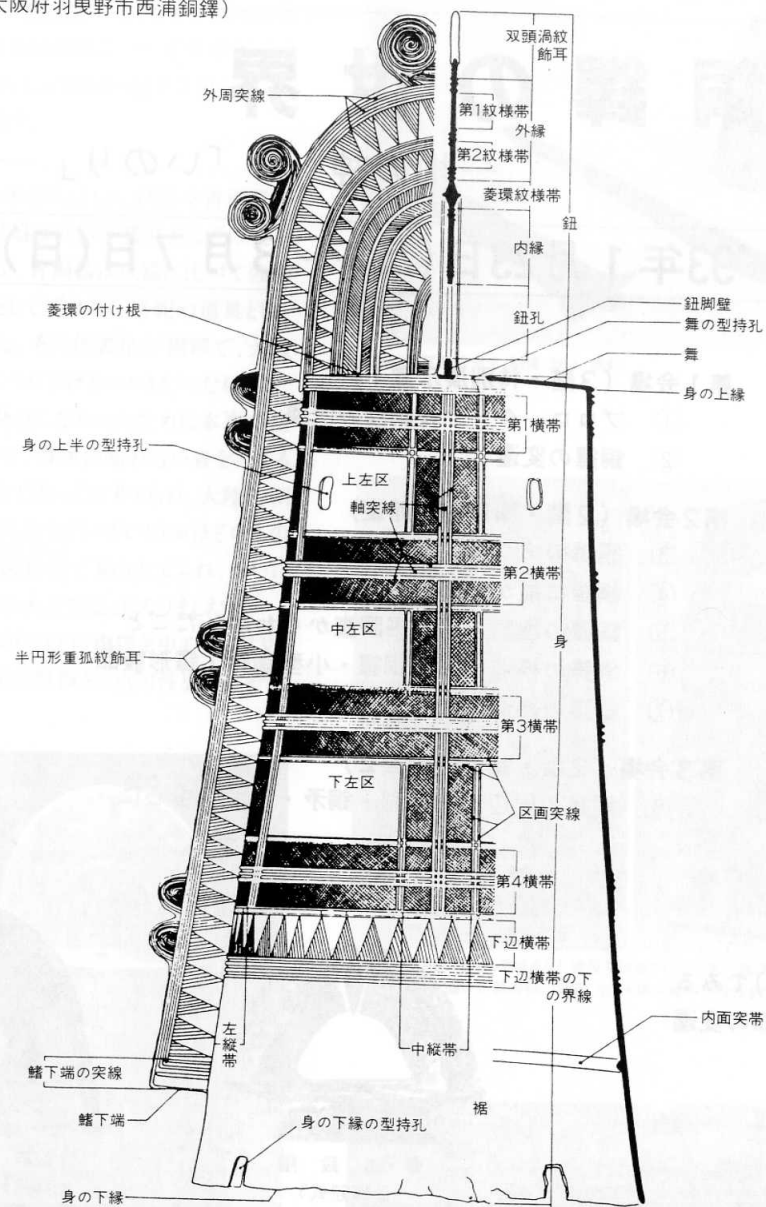 大阪府羽曳野市西浦銅鐸)
双頭渦紋
飾耳
外周突線
第1紋様帯
外縁
第2紋様帯
菱環紋様帯
鈕
内縁
鈕孔
菱環の付け根
鈕脚壁
舞の型持孔
舞
身の上縁
第1横帯
身の上半の型持孔
上左区
軸突線
第2横帯
中左区
身
半円形重弧紋飾耳
第3横帯
下左区
区画突線
第4横帯
下辺横帯
下辺横帯の下
の界線
内面突帯
左縦帯
中縦帯
鰭下端の突線
裾
鰭下端
身の下縁の型持孔
身の下縁